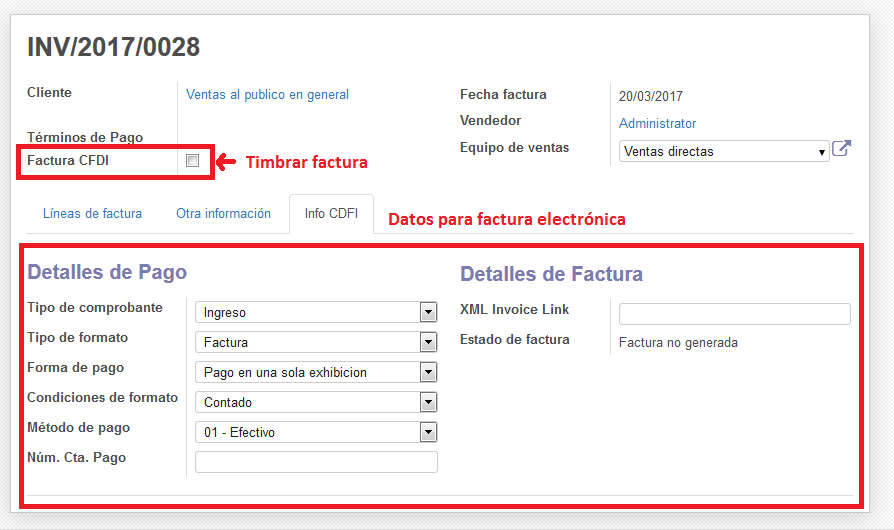 INV/2017/0028
Cliente
Ventas al publico en general
Fecha factura
20/03/2017
Vendedor
Administrator
Términos de Pago
Equipo de ventas
Ventas directas
Factura CFDI
Timbrar factura
Líneas de factura
Otra información
Info CDFI
Datos para factura electrónica
Detalles de Pago
Tipo de comprobante
Ingreso
Tipo de formato
Factura
Forma de pago
Pago en una sola exhibicion
Condiciones de formato
Contado
Método de pago
01 - Efectivo
Núm. Cta. Pago
Detalles de Factura
XML Invoice Link
Estado de factura
Factura no generada